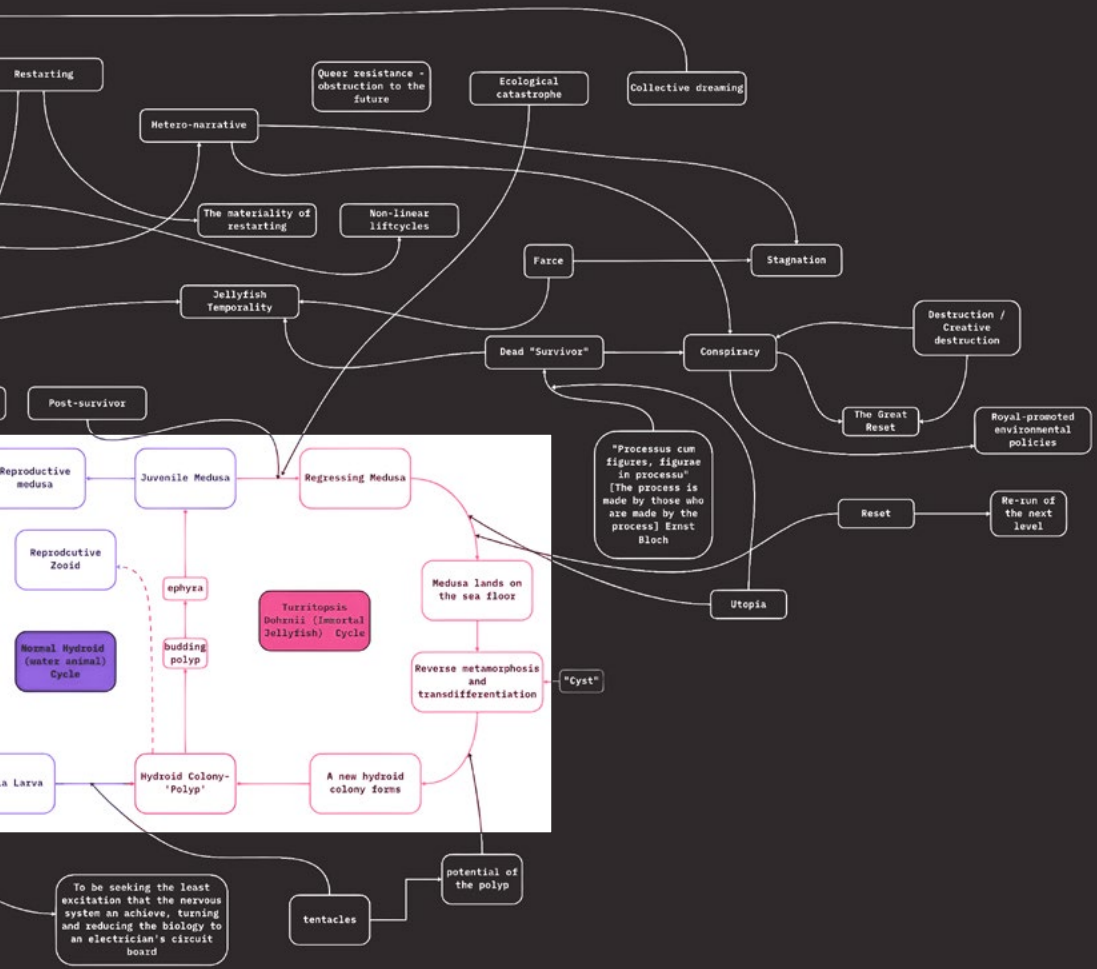 Restarting
Queer resistance -
obstruction to the
future
Ecological
catastrophe
Collective dreaming
Hetero-narrative
The materiality of
restarting
Non-linear
liftcycles
Farce
Stagnation
Jellyfish
Temporality
Destruction /
Creative
destruction
Dead "Survivor"
Conspiracy
Post-survivor
The Great
Reset
Royal-promoted
environmental
policies
"Processus cum
figures, figurae
in processu"
[The process is
made by those who
are made by the
process] Ernst
Bloch
Reproductive
medusa
Juvenile Medusa
Regressing Medusa
Reset
Re-run of
the next
level
Reprodcutive
Zooid
ephyra
Medusa lands on
the sea floor
Utopia
Turritopsis
Dohrnii (Immortal
Jellyfish) Cycle
Normal Hydroid
(water animal)
Cycle
budding
polyp
Reverse metamorphosis
and
transdifferentiation
"Cyst"
a Larva
Hydroid Colony-
'Polyp'
A new hydroid
colony forms
potential of
the polyp
To be seeking the least
excitation that the nervous
system an achieve, turning
and reducing the biology to
an electrician's circuit
board
tentacles